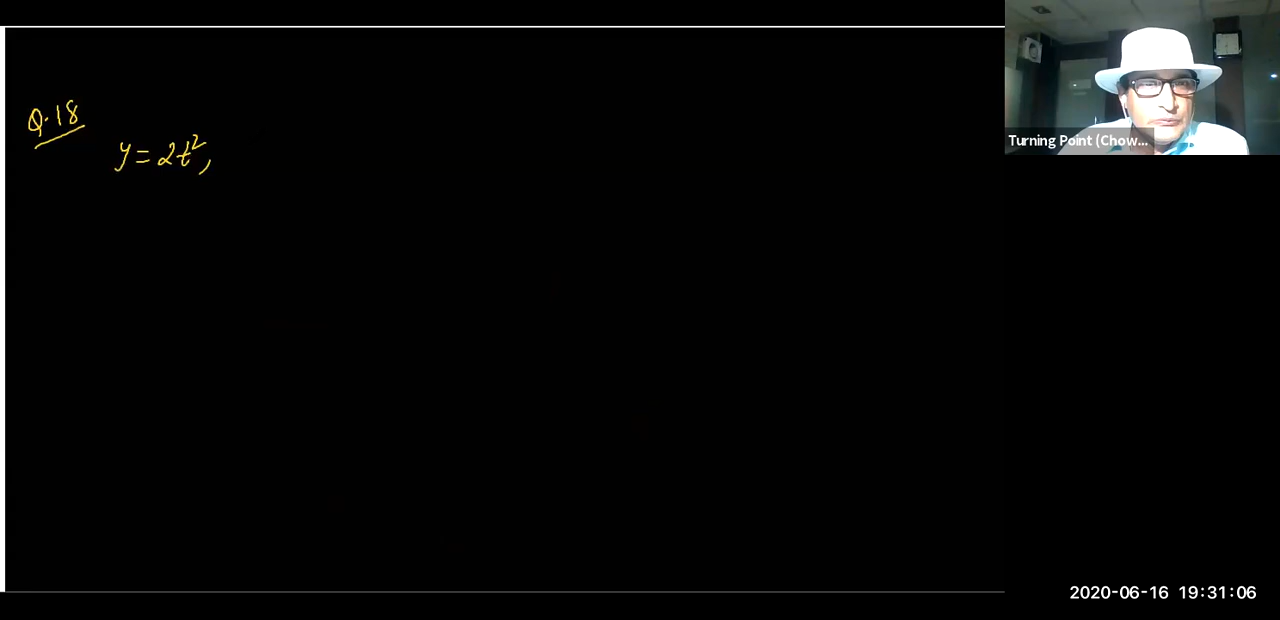 Q.18
y = 2t²,
Turning Point (Chow...
2020-06-16 19:31:06